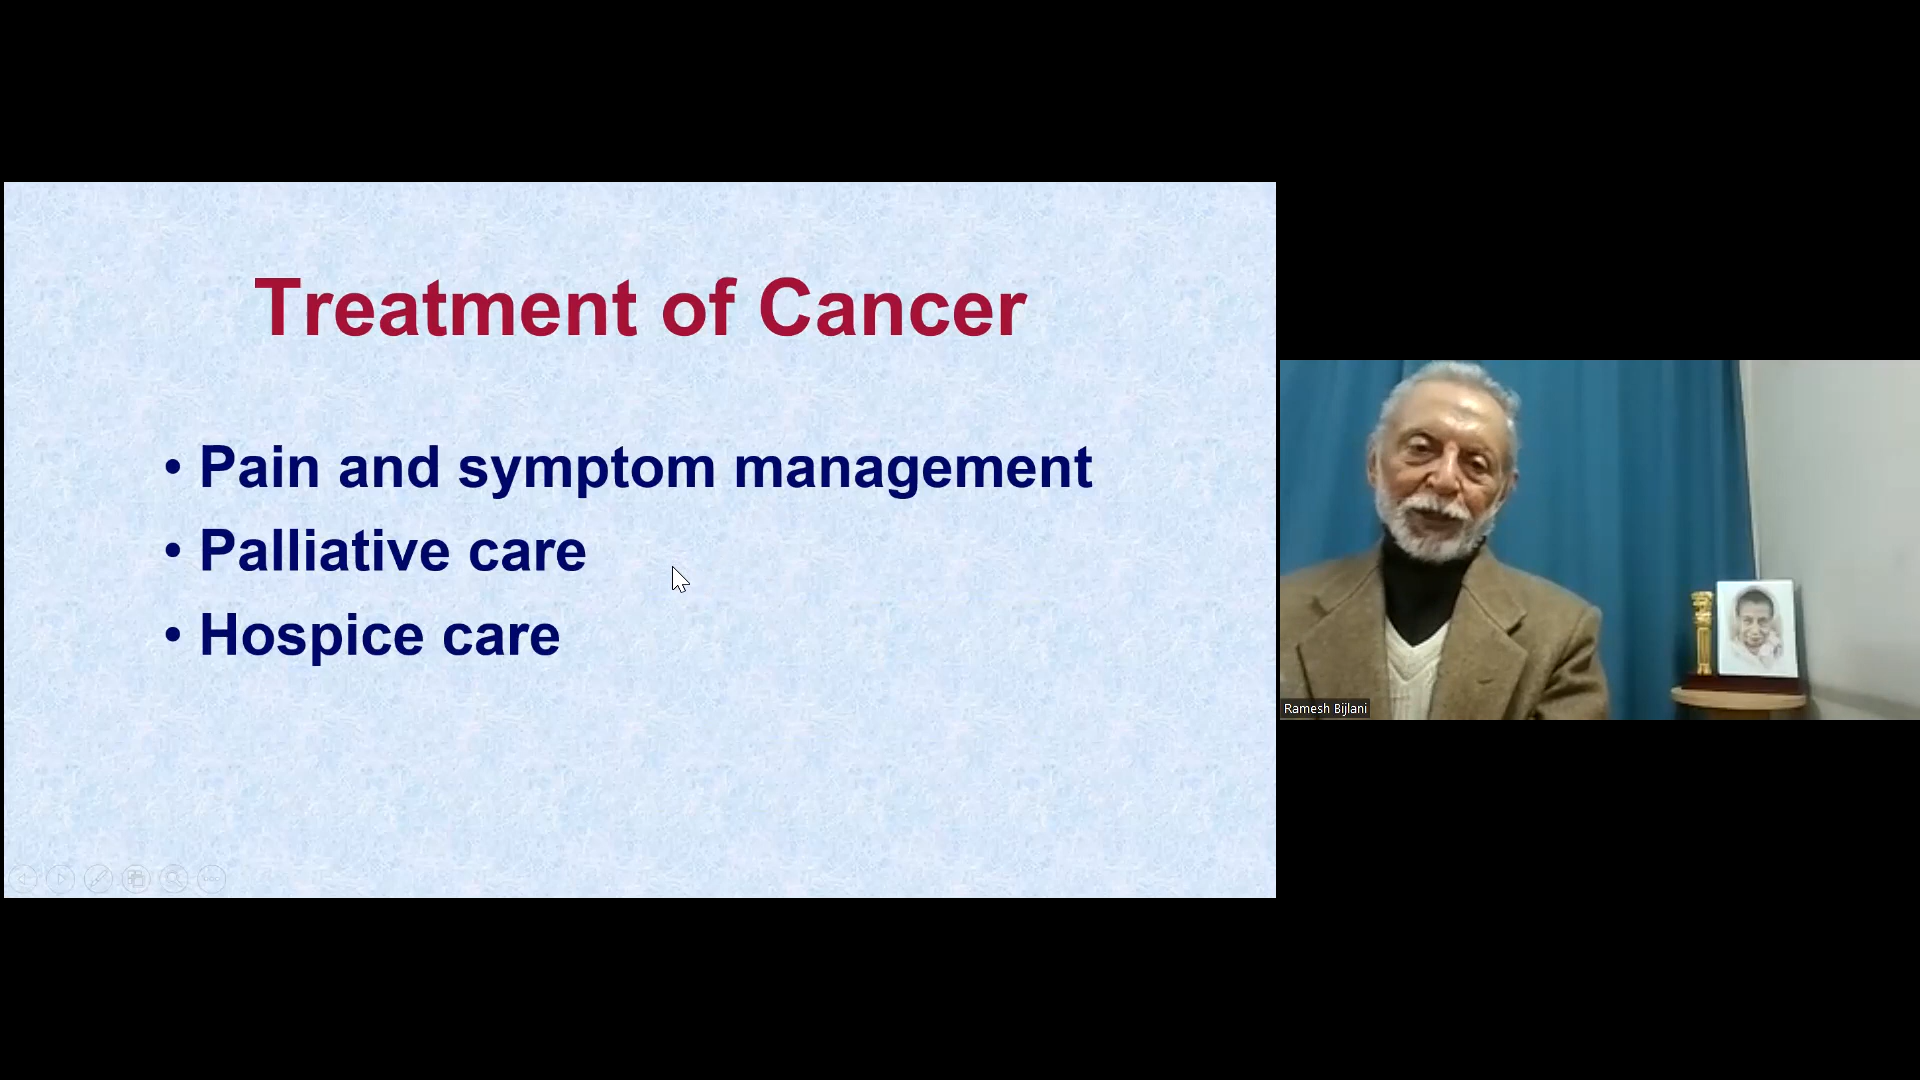 Treatment of Cancer
• Pain and symptom management
• Palliative care
• Hospice care
Ramesh Bijlani